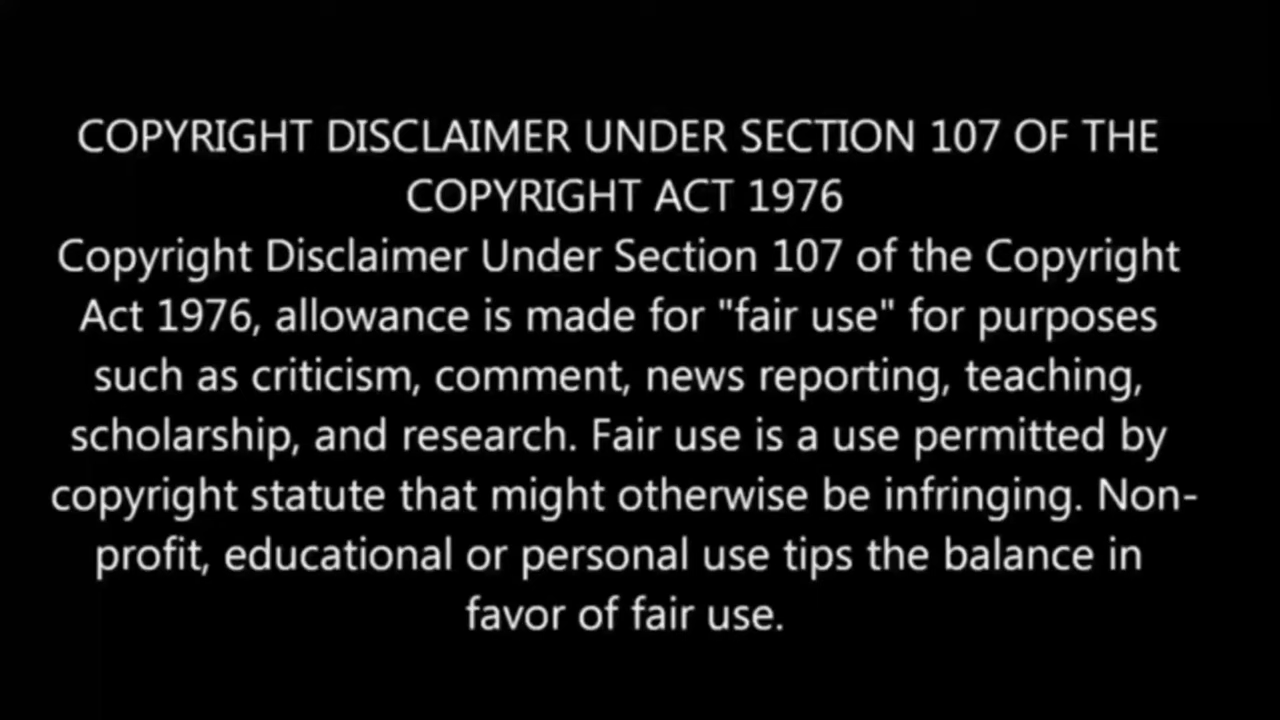 COPYRIGHT DISCLAIMER UNDER SECTION 107 OF THE
COPYRIGHT ACT 1976
Copyright Disclaimer Under Section 107 of the Copyright
Act 1976, allowance is made for "fair use" for purposes
such as criticism, comment, news reporting, teaching,
scholarship, and research. Fair use is a use permitted by
copyright statute that might otherwise be infringing. Non-
profit, educational or personal use tips the balance in
favor of fair use.